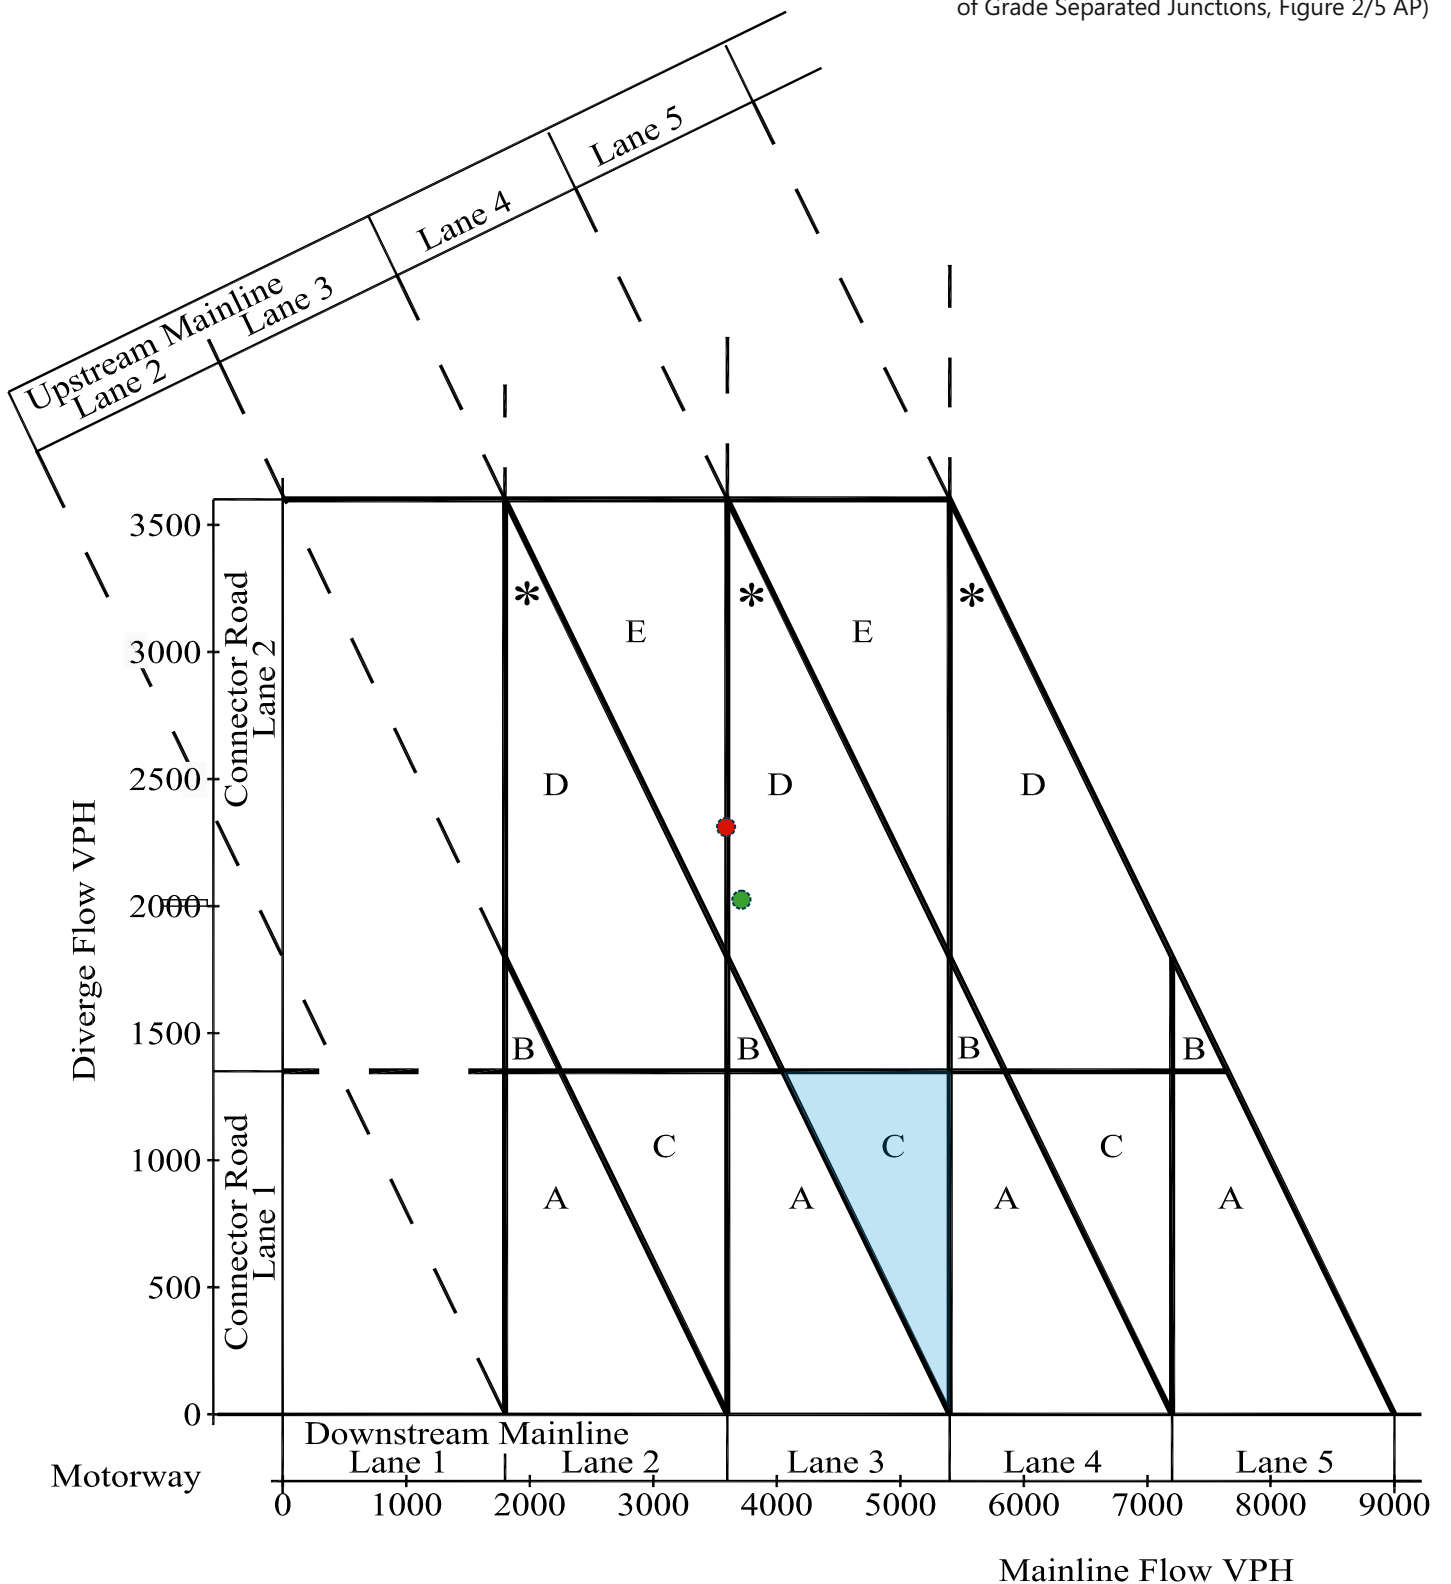 of Grade Separated Junctions, Figure 2/5 AP)
Upstream Mainline
Lane 2
Lane 3
Lane 4
Lane 5
Diverge Flow VPH
3500
3000
2500
2000
1500
1000
500
0
Connector Road
Lane 2
Connector Road
Lane 1
*
*
*
E
E
D
D
D
B
B
B
B
C
C
C
A
A
A
A
Downstream Mainline
Motorway
Lane 1
Lane 2
Lane 3
Lane 4
Lane 5
0
1000
2000
3000
4000
5000
6000
7000
8000
9000
Mainline Flow VPH